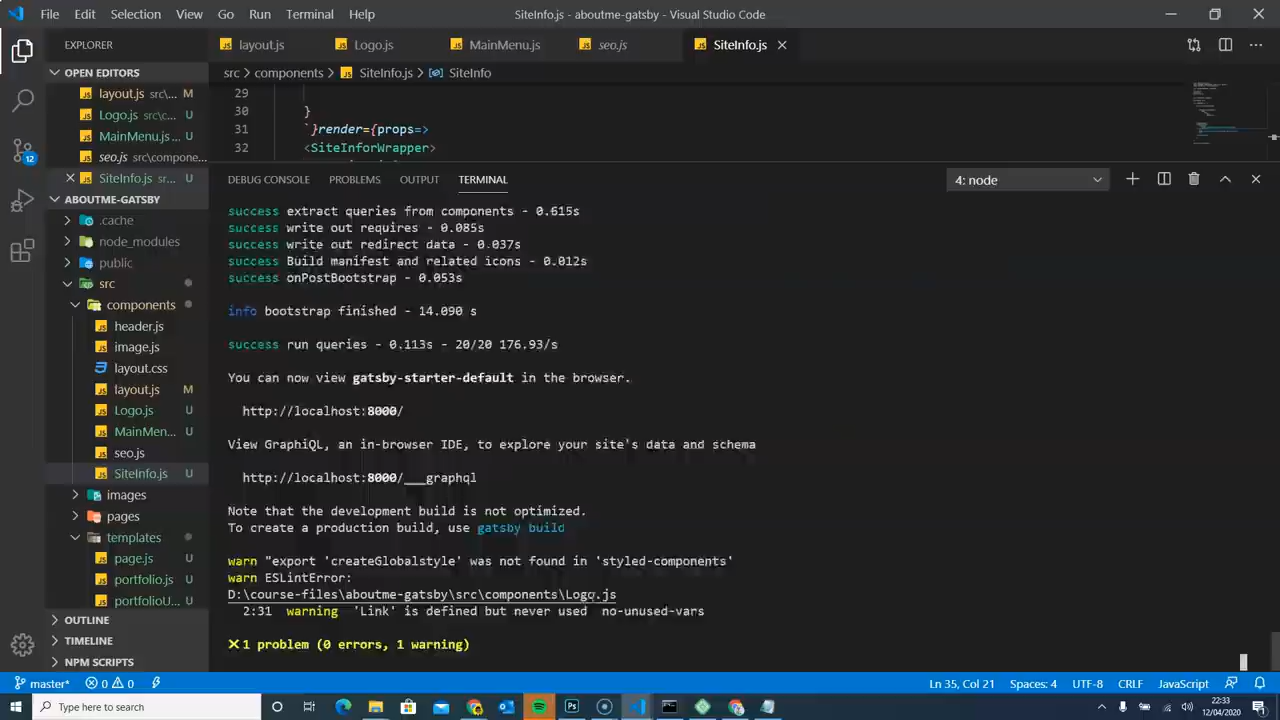 File Edit Selection View Go Run Terminal Help
SiteInfo.js - aboutme-gatsby - Visual Studio Code
EXPLORER
layout.js
Logo.js
MainMenu.js
seo.js
SiteInfo.js
OPEN EDITORS
layout.js src\... M
Logo.js src\c... U
MainMenu.js... U
seo.js src\compone...
SiteInfo.js sr... U
ABOUTME-GATSBY
.cache
node_modules
public
src
components
header.js
image.js
layout.css
layout.js M
Logo.js U
MainMen... U
seo.js
SiteInfo.js U
images
pages
templates
page.js U
portfolio.js U
portfolioU... U
OUTLINE
TIMELINE
NPM SCRIPTS
12
src > components > SiteInfo.js > SiteInfo
29
30 }
31 `}render={props=>
32 <SiteInforWrapper>
DEBUG CONSOLE PROBLEMS OUTPUT TERMINAL 4: node
success extract queries from components - 0.615s
success write out requires - 0.085s
success write out redirect data - 0.037s
success Build manifest and related icons - 0.012s
success onPostBootstrap - 0.053s
info bootstrap finished - 14.090 s
success run queries - 0.113s - 20/20 176.93/s
You can now view gatsby-starter-default in the browser.
http://localhost:8000/
View GraphiQL, an in-browser IDE, to explore your site's data and schema
http://localhost:8000/___graphql
Note that the development build is not optimized.
To create a production build, use gatsby build
warn "export 'createGlobalstyle' was not found in 'styled-components'
warn ESLintError:
D:\course-files\aboutme-gatsby\src\components\Logo.js
2:31 warning 'Link' is defined but never used no-unused-vars
✖ 1 problem (0 errors, 1 warning)
master* 0 0
Ln 35, Col 21 Spaces: 4 UTF-8 CRLF JavaScript
Type here to search
Ps
22:33
12/04/2020